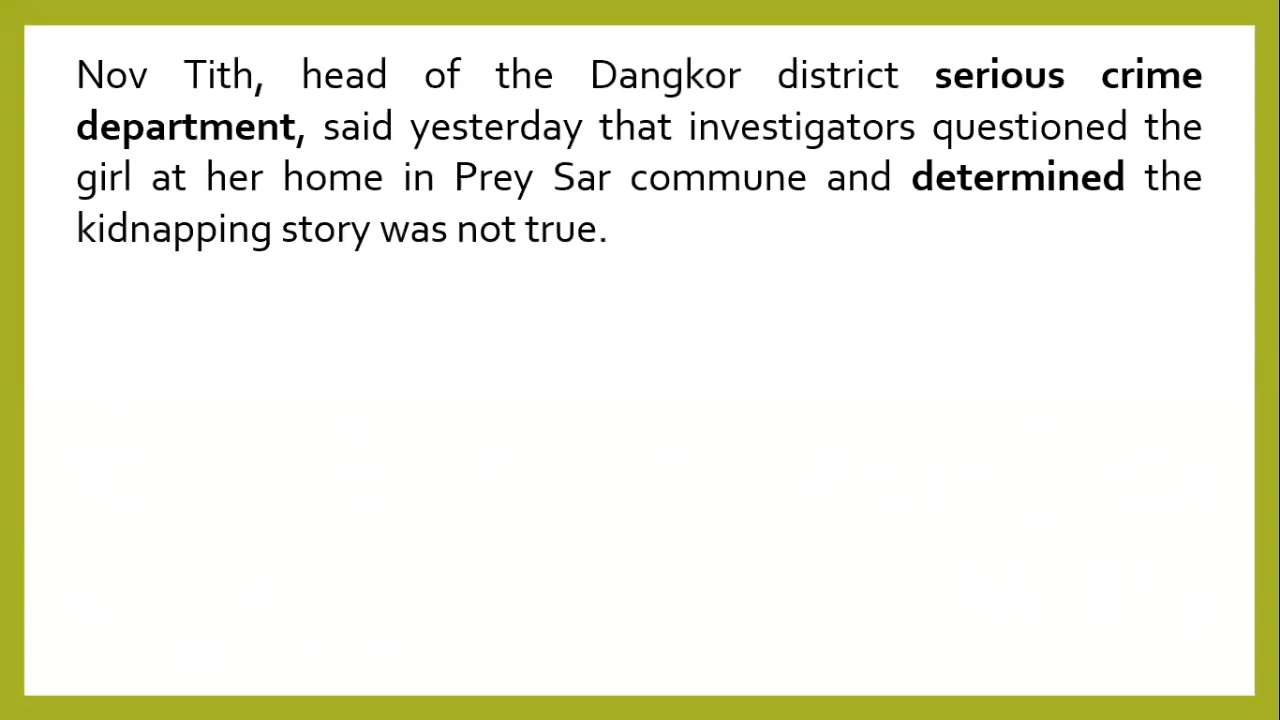 Nov Tith, head of the Dangkor district serious crime
department, said yesterday that investigators questioned the
girl at her home in Prey Sar commune and determined the
kidnapping story was not true.